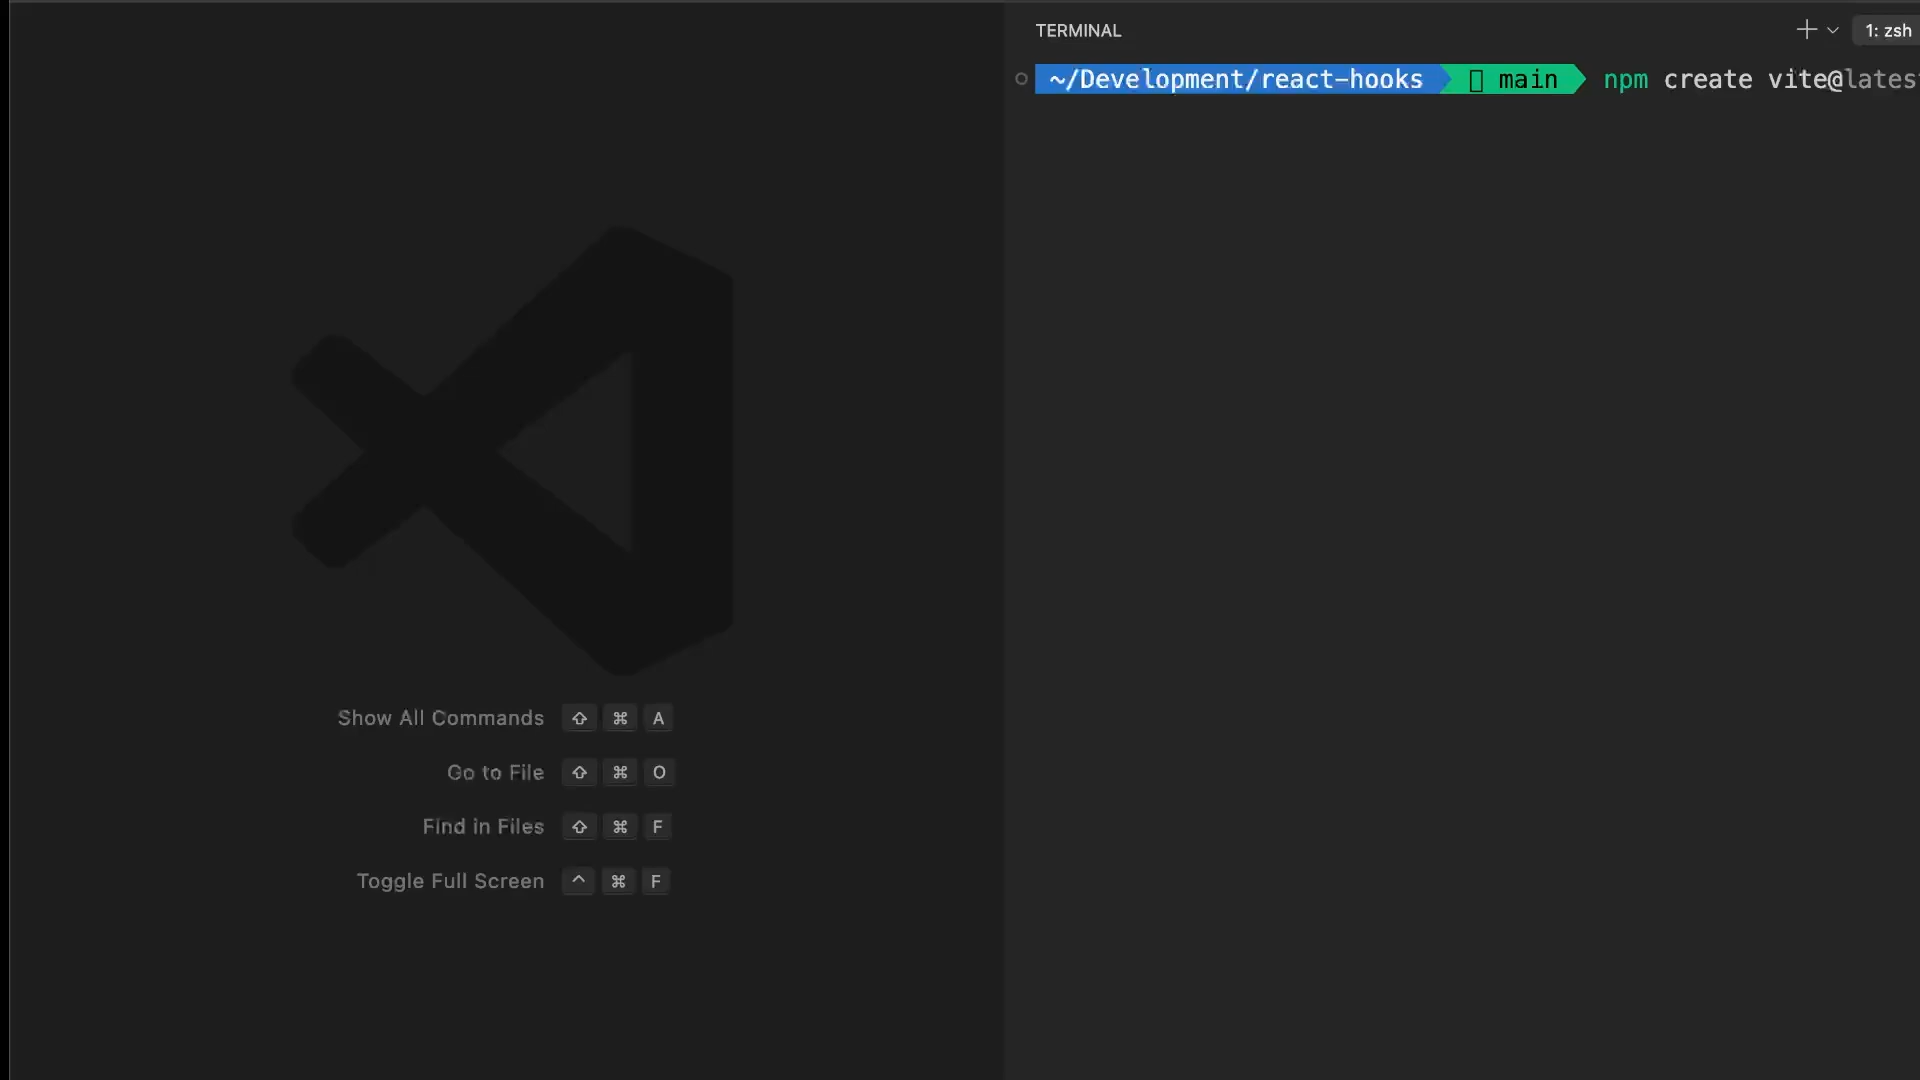 TERMINAL
1: zsh
~/Development/react-hooks main npm create vite@lates
Show All Commands ⇧ ⌘ A
Go to File ⇧ ⌘ O
Find in Files ⇧ ⌘ F
Toggle Full Screen ^ ⌘ F